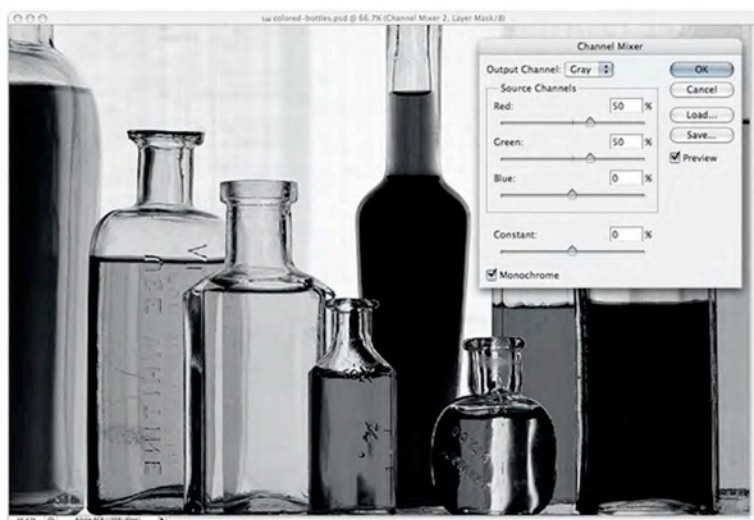 colored-bottles.psd @ 66.7% (Channel Mixer 2, Layer Mask/8)
Channel Mixer
Output Channel: Gray
OK
Source Channels
Cancel
Red: 50 %
Load...
Save...
Green: 50 %
Preview
Blue: 0 %
Constant: 0 %
Monochrome